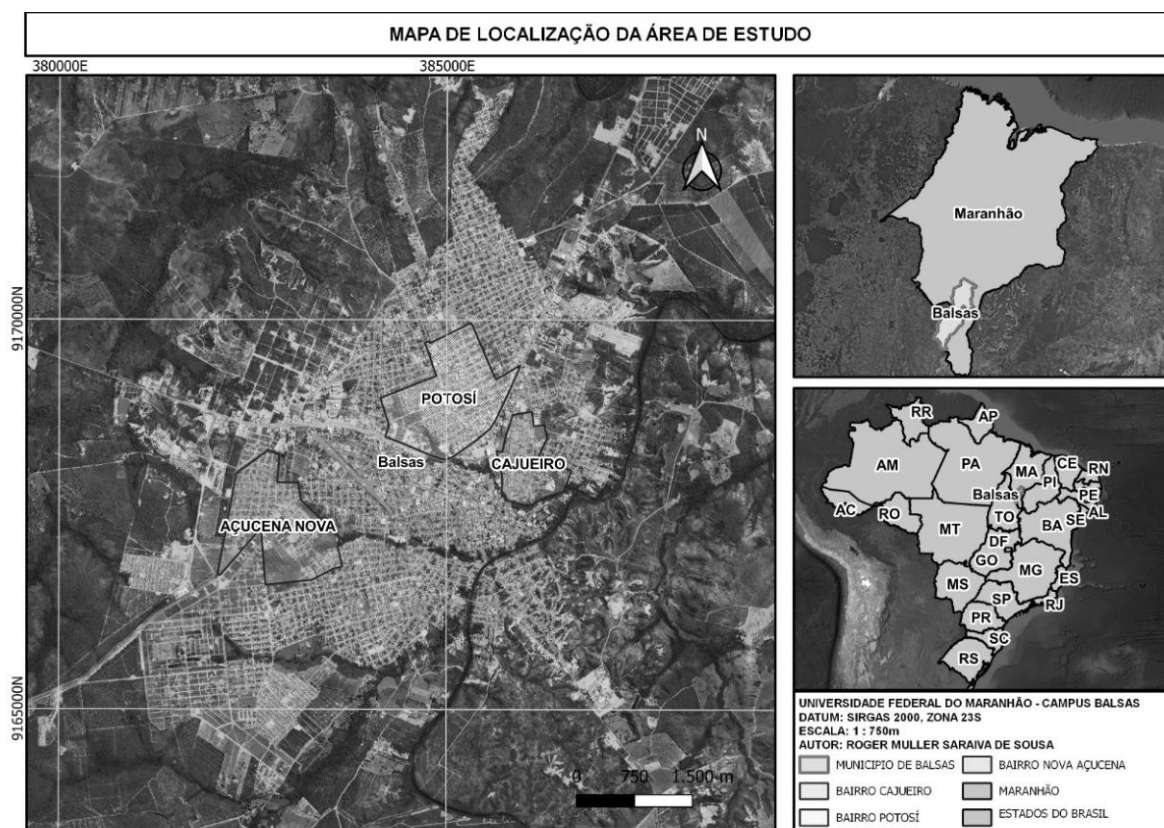 MAPA DE LOCALIZAÇÃO DA ÁREA DE ESTUDO
380000E
385000E
N
9170000N
POTOSÍ
Balsas
CAJUEIRO
AÇUCENA NOVA
9165000N
0 750 1.500 m
Maranhão
Balsas
RR
AP
AM
PA
MA
CE
RN
PI
Balsas
PE
AC
RO
TO
AL
SE
MT
BA
DF
GO
MG
MS
ES
SP
RJ
PR
SC
RS
UNIVERSIDADE FEDERAL DO MARANHÃO - CAMPUS BALSAS
DATUM: SIRGAS 2000, ZONA 23S
ESCALA: 1 : 750m
AUTOR: ROGER MULLER SARAIVA DE SOUSA
MUNICIPIO DE BALSAS
BAIRRO NOVA AÇUCENA
BAIRRO CAJUEIRO
MARANHÃO
BAIRRO POTOSÍ
ESTADOS DO BRASIL